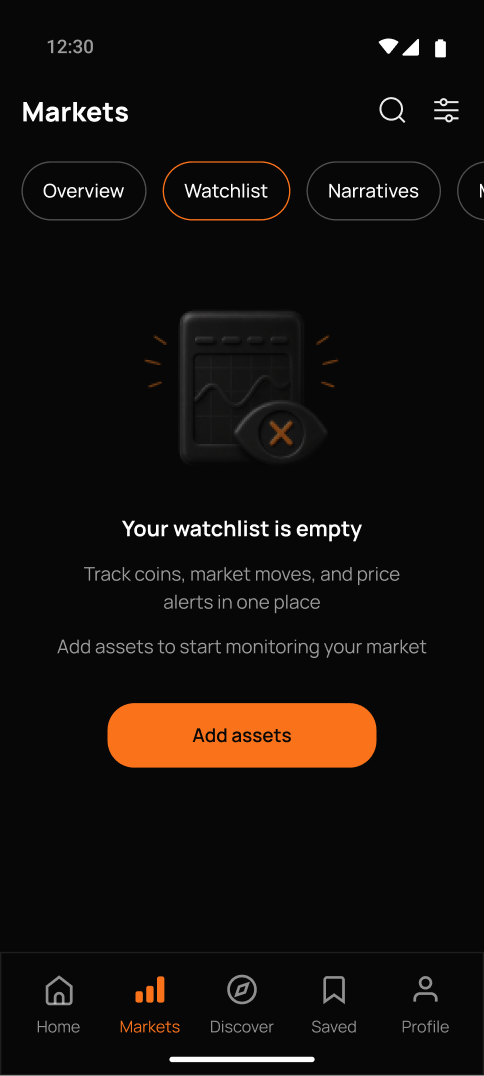 12:30
Markets
Overview
Watchlist
Narratives
Your watchlist is empty
Track coins, market moves, and price
alerts in one place
Add assets to start monitoring your market
Add assets
Home
Markets
Discover
Saved
Profile